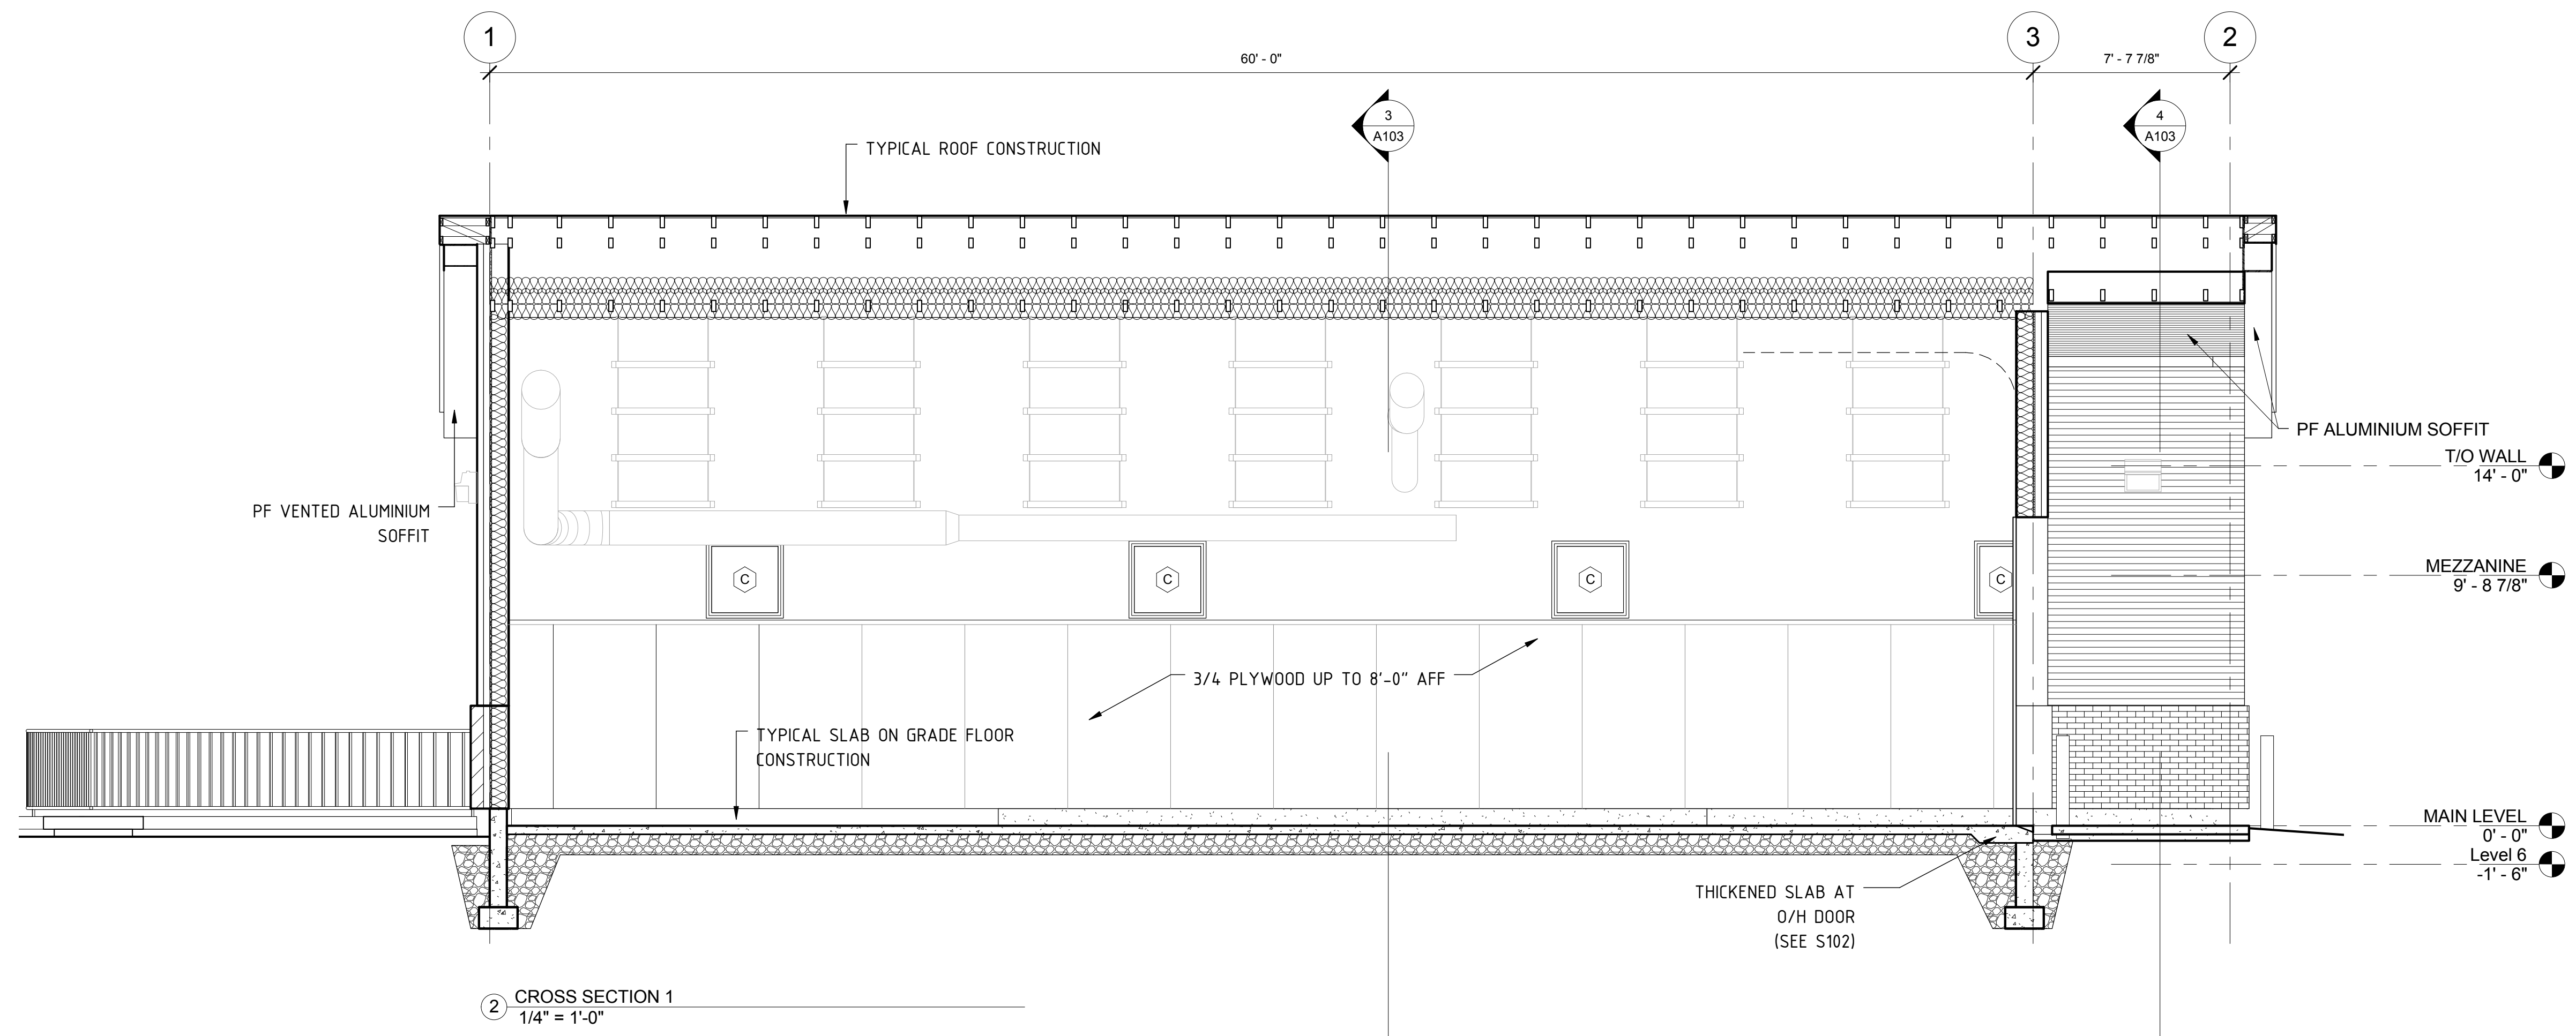 1
3
2
60' - 0"
7' - 7 7/8"
3
A103
4
A103
TYPICAL ROOF CONSTRUCTION
PF ALUMINIUM SOFFIT
T/O WALL
14' - 0"
PF VENTED ALUMINIUM
SOFFIT
MEZZANINE
9' - 8 7/8"
C
C
C
C
3/4 PLYWOOD UP TO 8'-0" AFF
TYPICAL SLAB ON GRADE FLOOR
CONSTRUCTION
MAIN LEVEL
0' - 0"
Level 6
-1' - 6"
THICKENED SLAB AT
O/H DOOR
(SEE S102)
2
CROSS SECTION 1
1/4" = 1'-0"